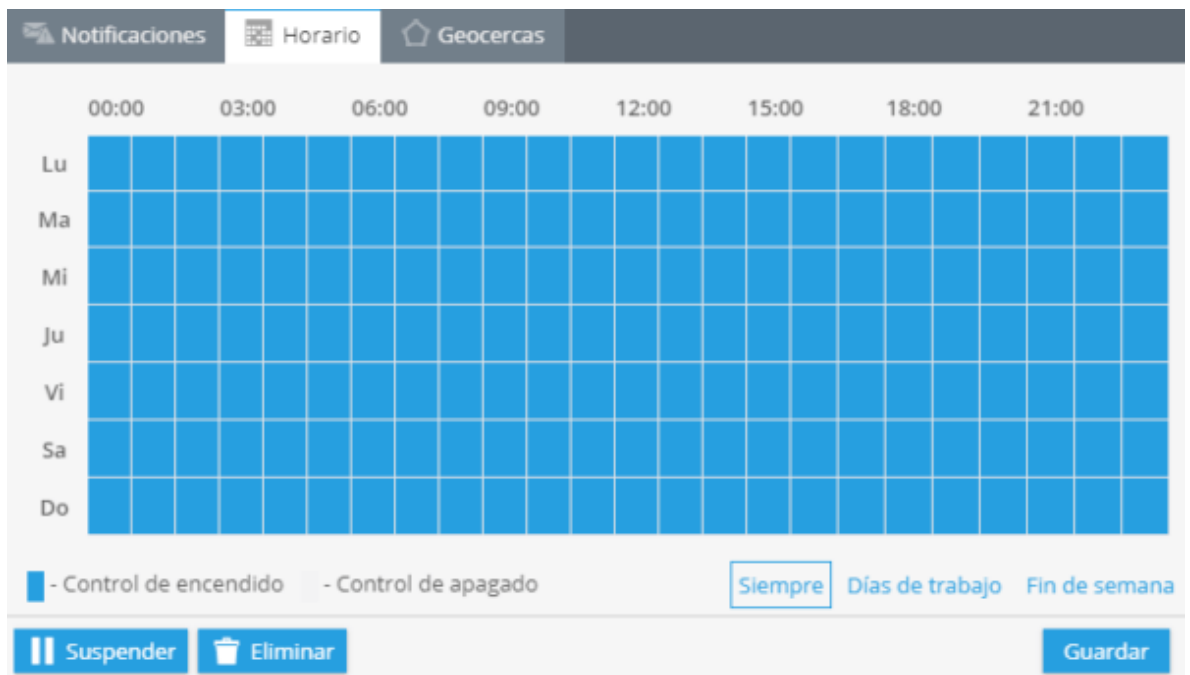 Notificaciones Horario Geocercas
00:00 03:00 06:00 09:00 12:00 15:00 18:00 21:00
Lu
Ma
Mi
Ju
Vi
Sa
Do
- Control de encendido - Control de apagado Siempre Días de trabajo Fin de semana
Suspender Eliminar Guardar